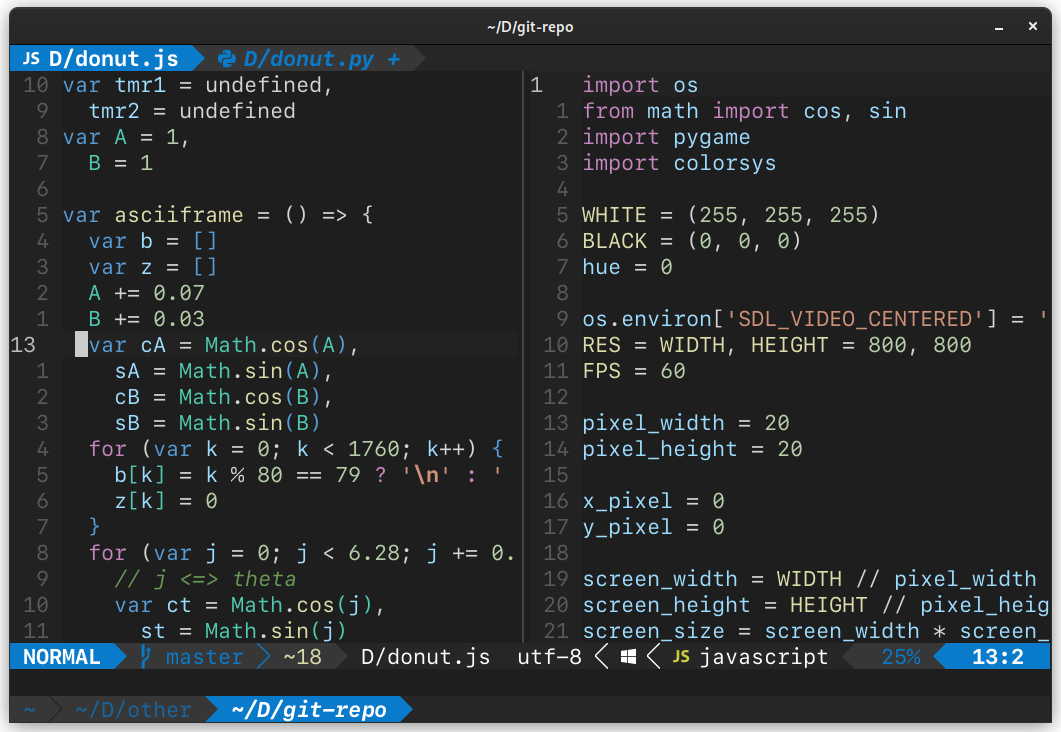 ~/D/git-repo
JS D/donut.js D/donut.py +
10 var tmr1 = undefined,
9 tmr2 = undefined
8 var A = 1,
7 B = 1
6
5 var asciiframe = () => {
4 var b = []
3 var z = []
2 A += 0.07
1 B += 0.03
13 var cA = Math.cos(A),
1 sA = Math.sin(A),
2 cB = Math.cos(B),
3 sB = Math.sin(B)
4 for (var k = 0; k < 1760; k++) {
5 b[k] = k % 80 == 79 ? '\n' : '
6 z[k] = 0
7 }
8 for (var j = 0; j < 6.28; j += 0.
9 // j <=> theta
10 var ct = Math.cos(j),
11 st = Math.sin(j)
1 import os
1 from math import cos, sin
2 import pygame
3 import colorsys
4
5 WHITE = (255, 255, 255)
6 BLACK = (0, 0, 0)
7 hue = 0
8
9 os.environ['SDL_VIDEO_CENTERED'] = '
10 RES = WIDTH, HEIGHT = 800, 800
11 FPS = 60
12
13 pixel_width = 20
14 pixel_height = 20
15
16 x_pixel = 0
17 y_pixel = 0
18
19 screen_width = WIDTH // pixel_width
20 screen_height = HEIGHT // pixel_heig
21 screen_size = screen_width * screen_
NORMAL master ~18 D/donut.js utf-8 JS javascript 25% 13:2
~ ~/D/other ~/D/git-repo